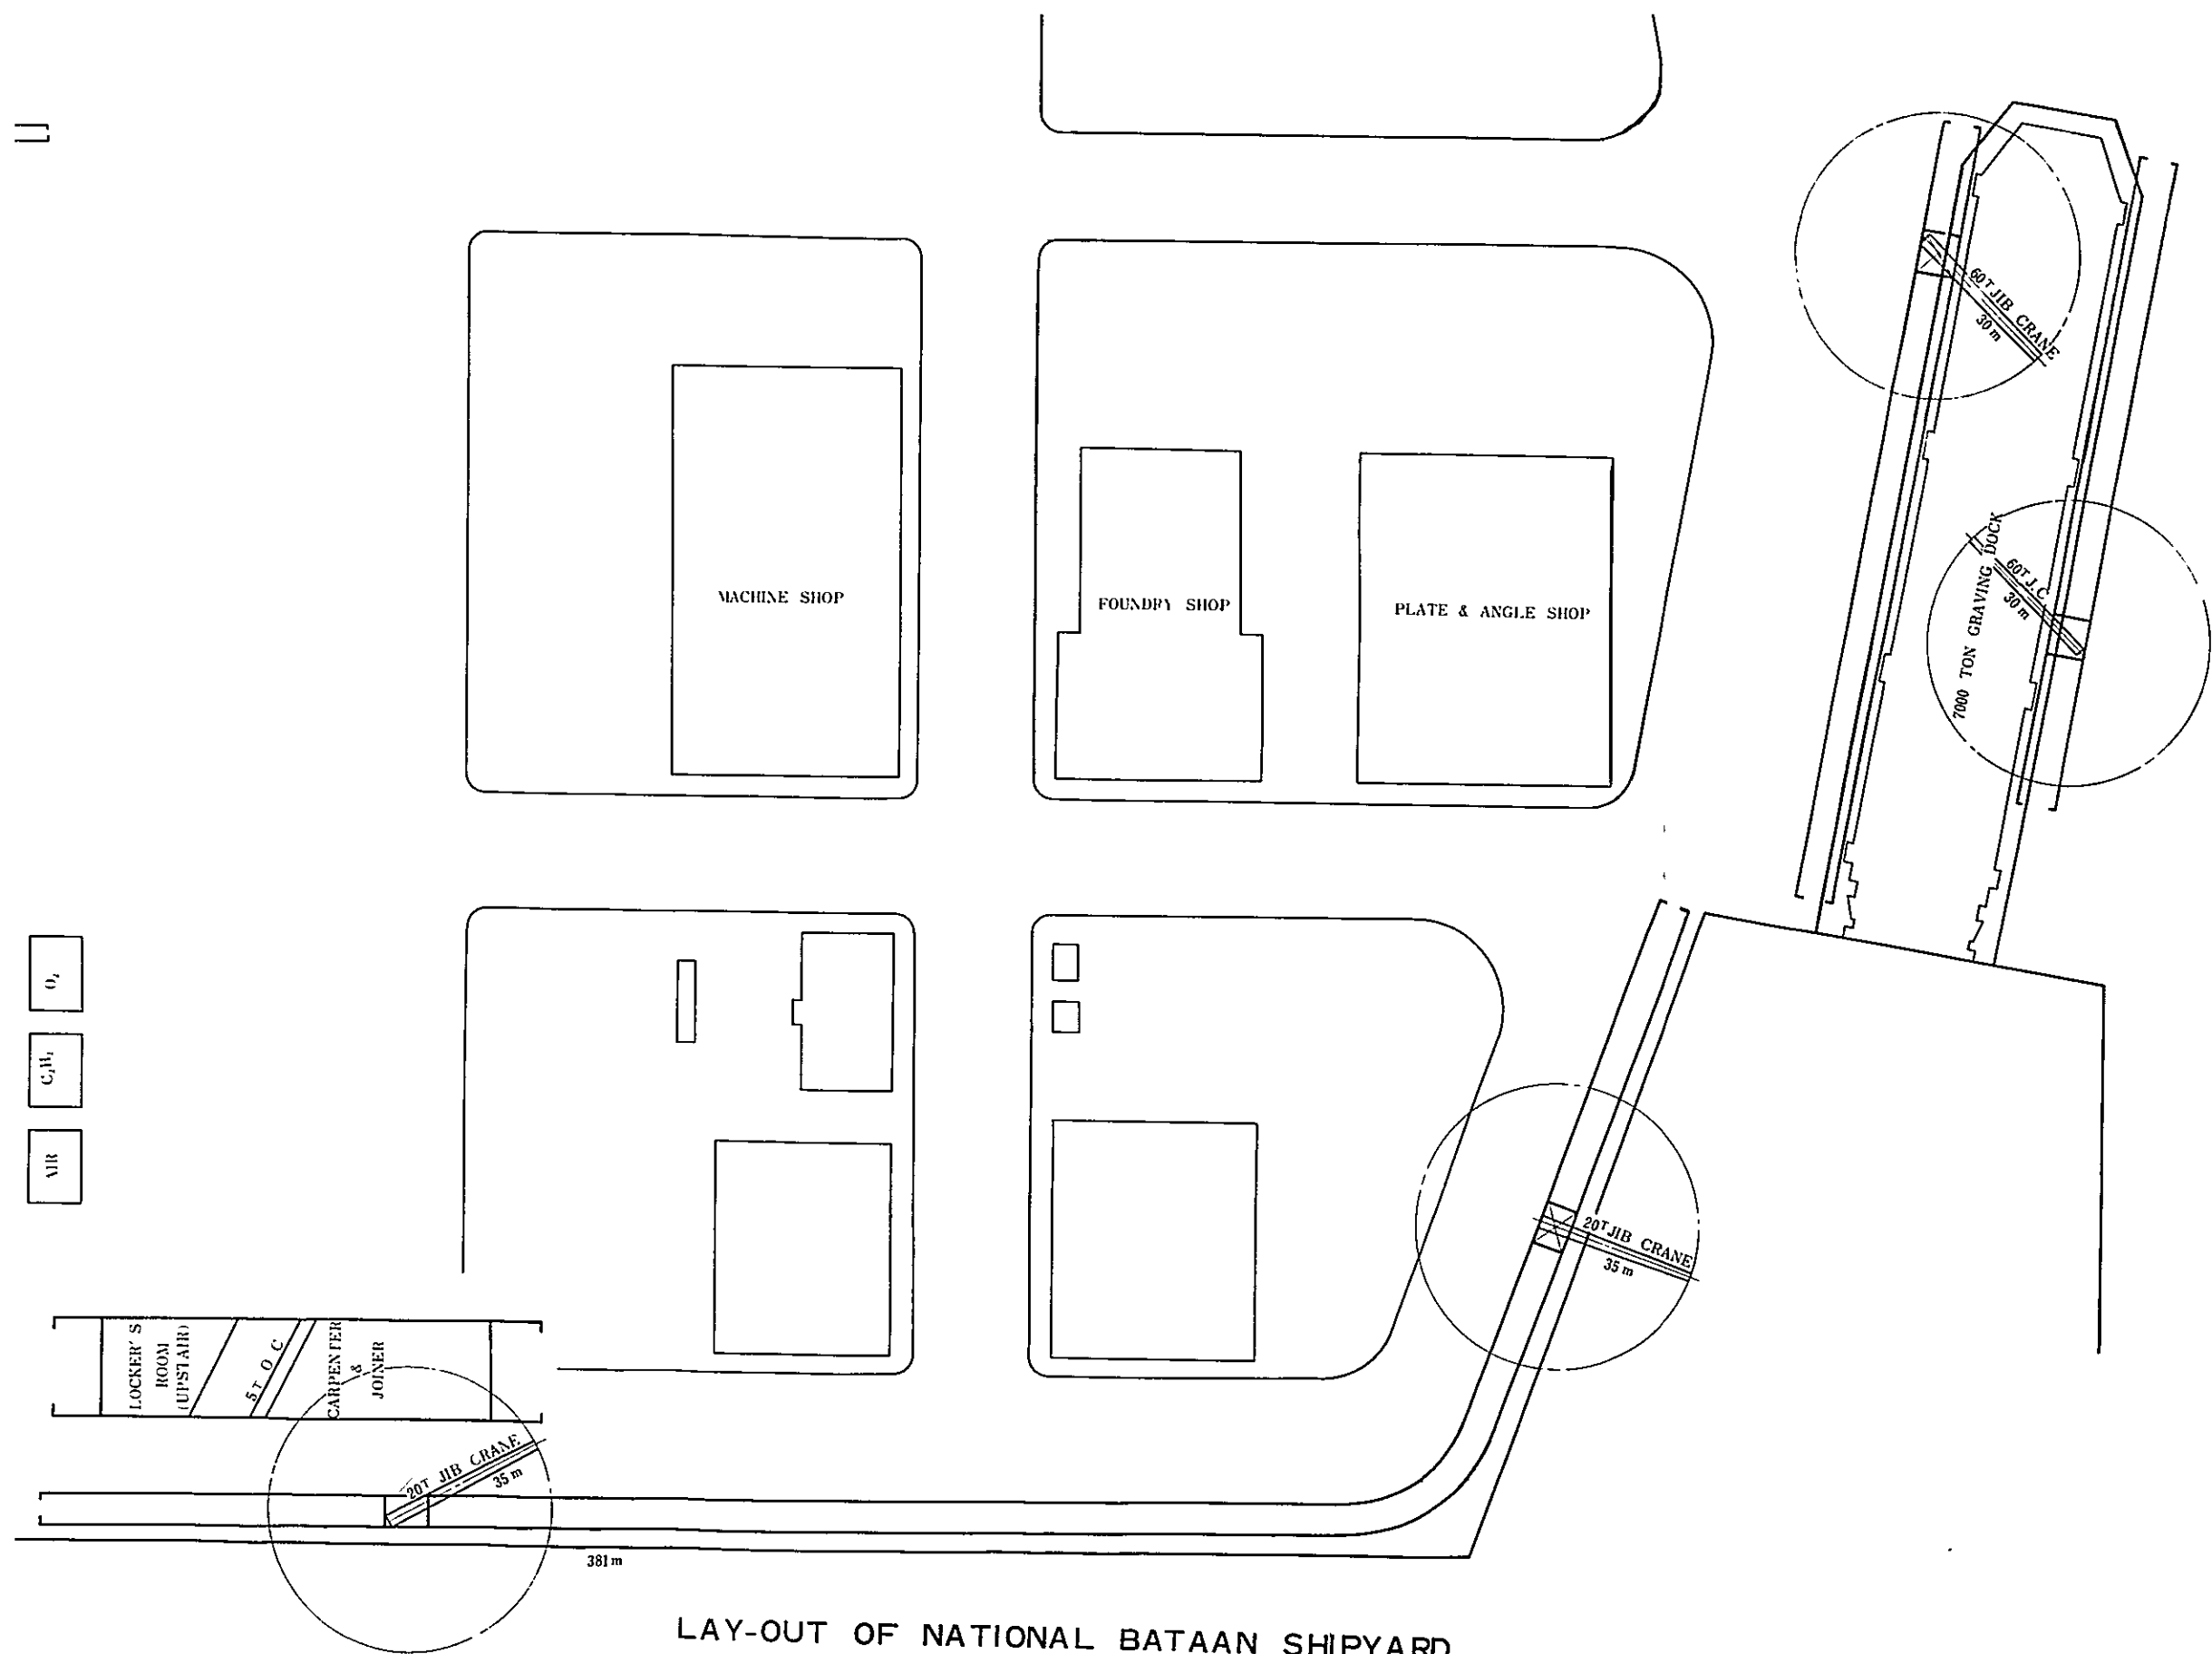 60T JIB CRANE
30 m
MACHINE SHOP
FOUNDRY SHOP
PLATE & ANGLE SHOP
7000 TON GRAVING DOCK
60T J.C
30 m
O2
C2H2
AIR
20T JIB CRANE
35 m
LOCKER'S
ROOM
(UPSTAIR)
5T O C
CARPENTER
&
JOINER
20T JIB CRANE
35 m
381 m
LAY-OUT OF NATIONAL BATAAN SHIPYARD